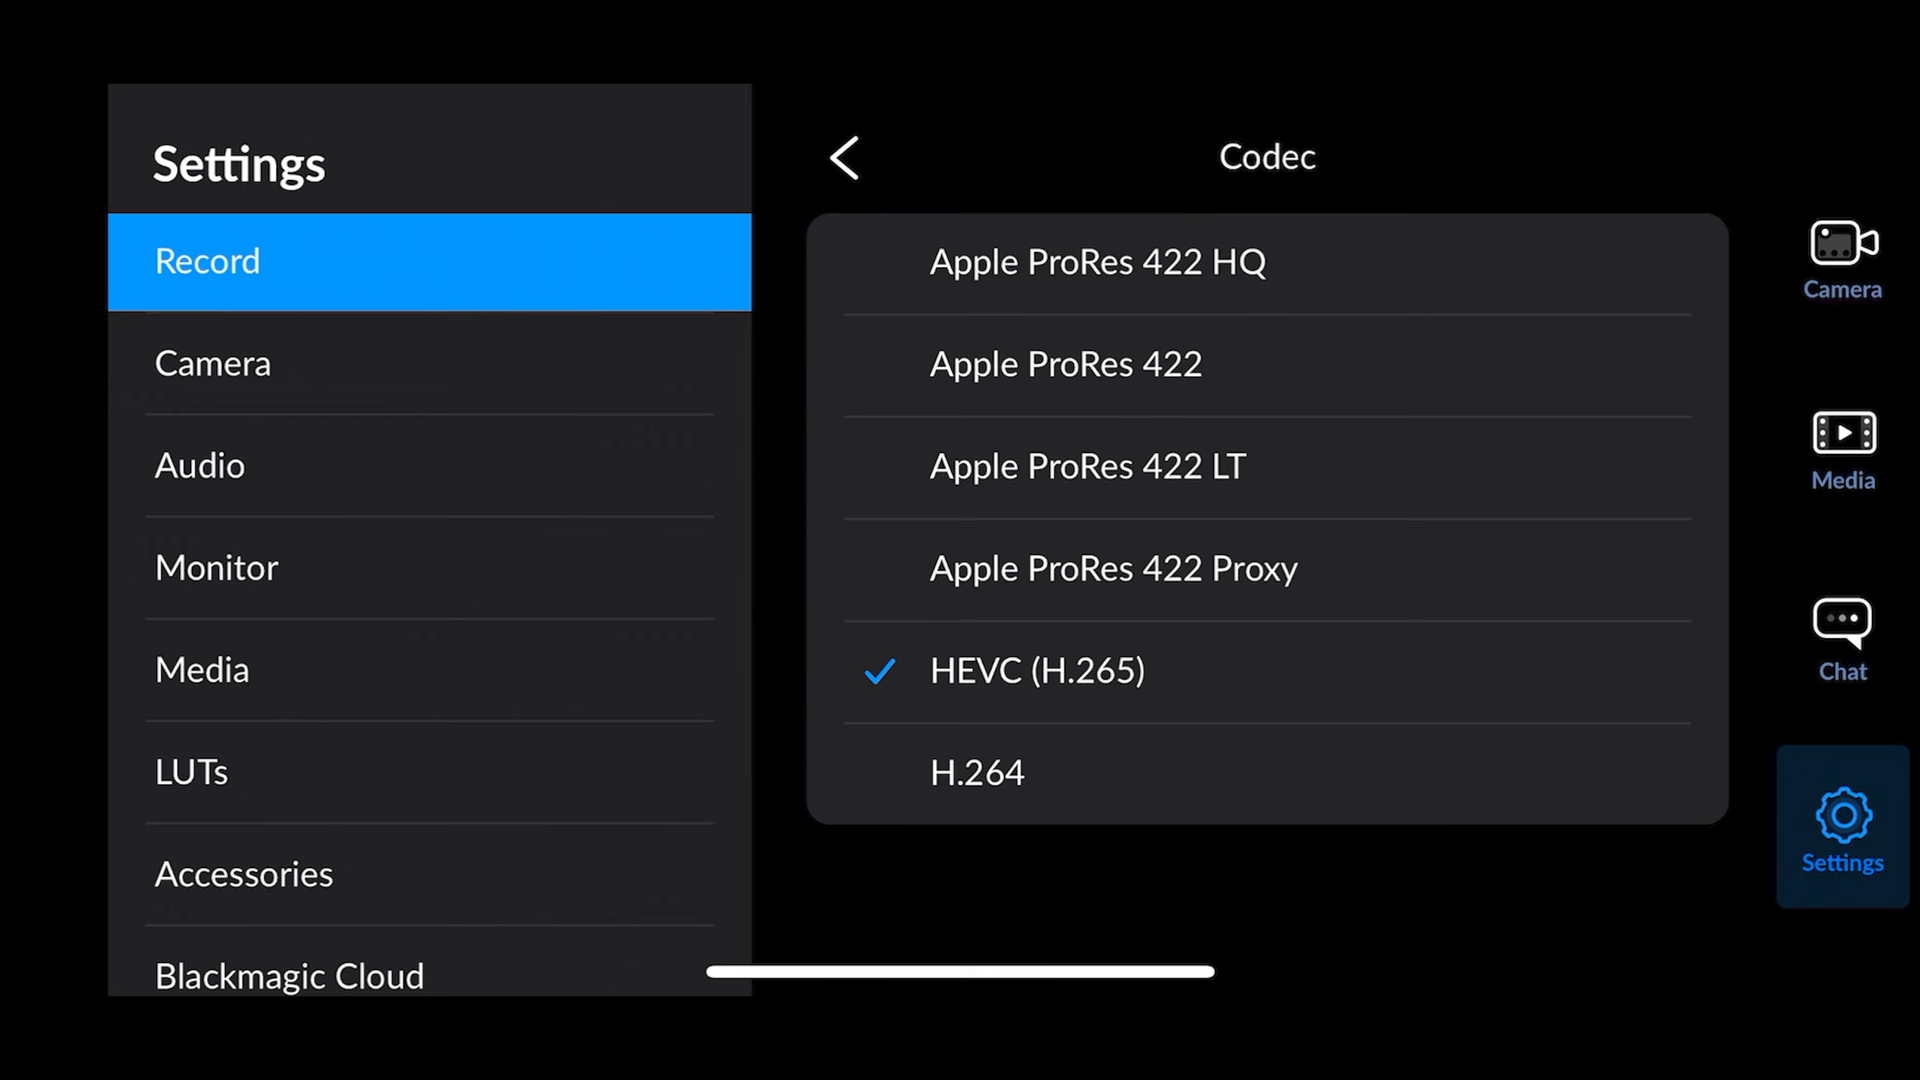 Settings
Record
Camera
Audio
Monitor
Media
LUTs
Accessories
Blackmagic Cloud
Codec
Apple ProRes 422 HQ
Apple ProRes 422
Apple ProRes 422 LT
Apple ProRes 422 Proxy
HEVC (H.265)
H.264
Camera
Media
Chat
Settings